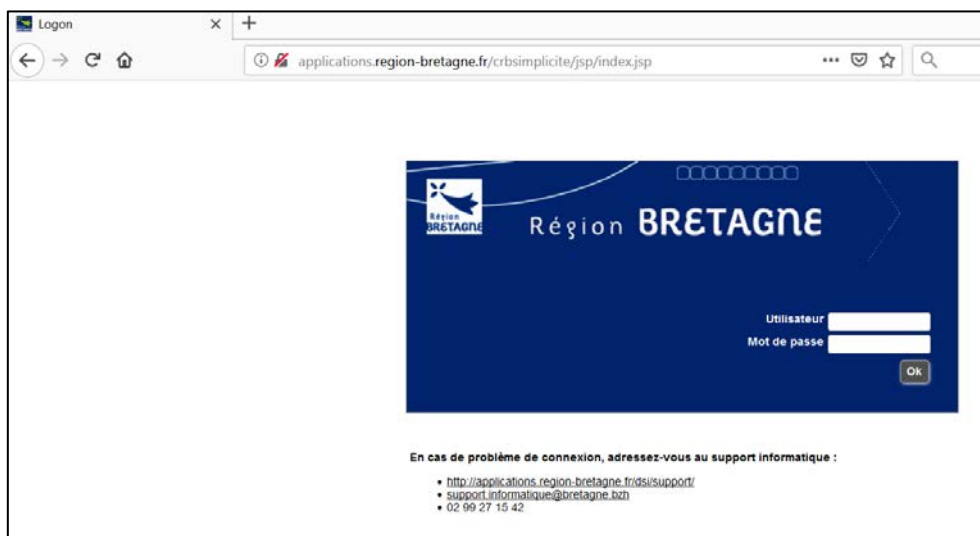 Logon
applications.region-bretagne.fr/crbsimplicite/jsp/index.jsp
Région
BRETAGNE
Région BRETAGNE
Utilisateur
Mot de passe
Ok
En cas de problème de connexion, adressez-vous au support informatique :
• http://applications.region-bretagne.fr/dsi/support/
• support.informatique@bretagne.bzh
• 02 99 27 15 42